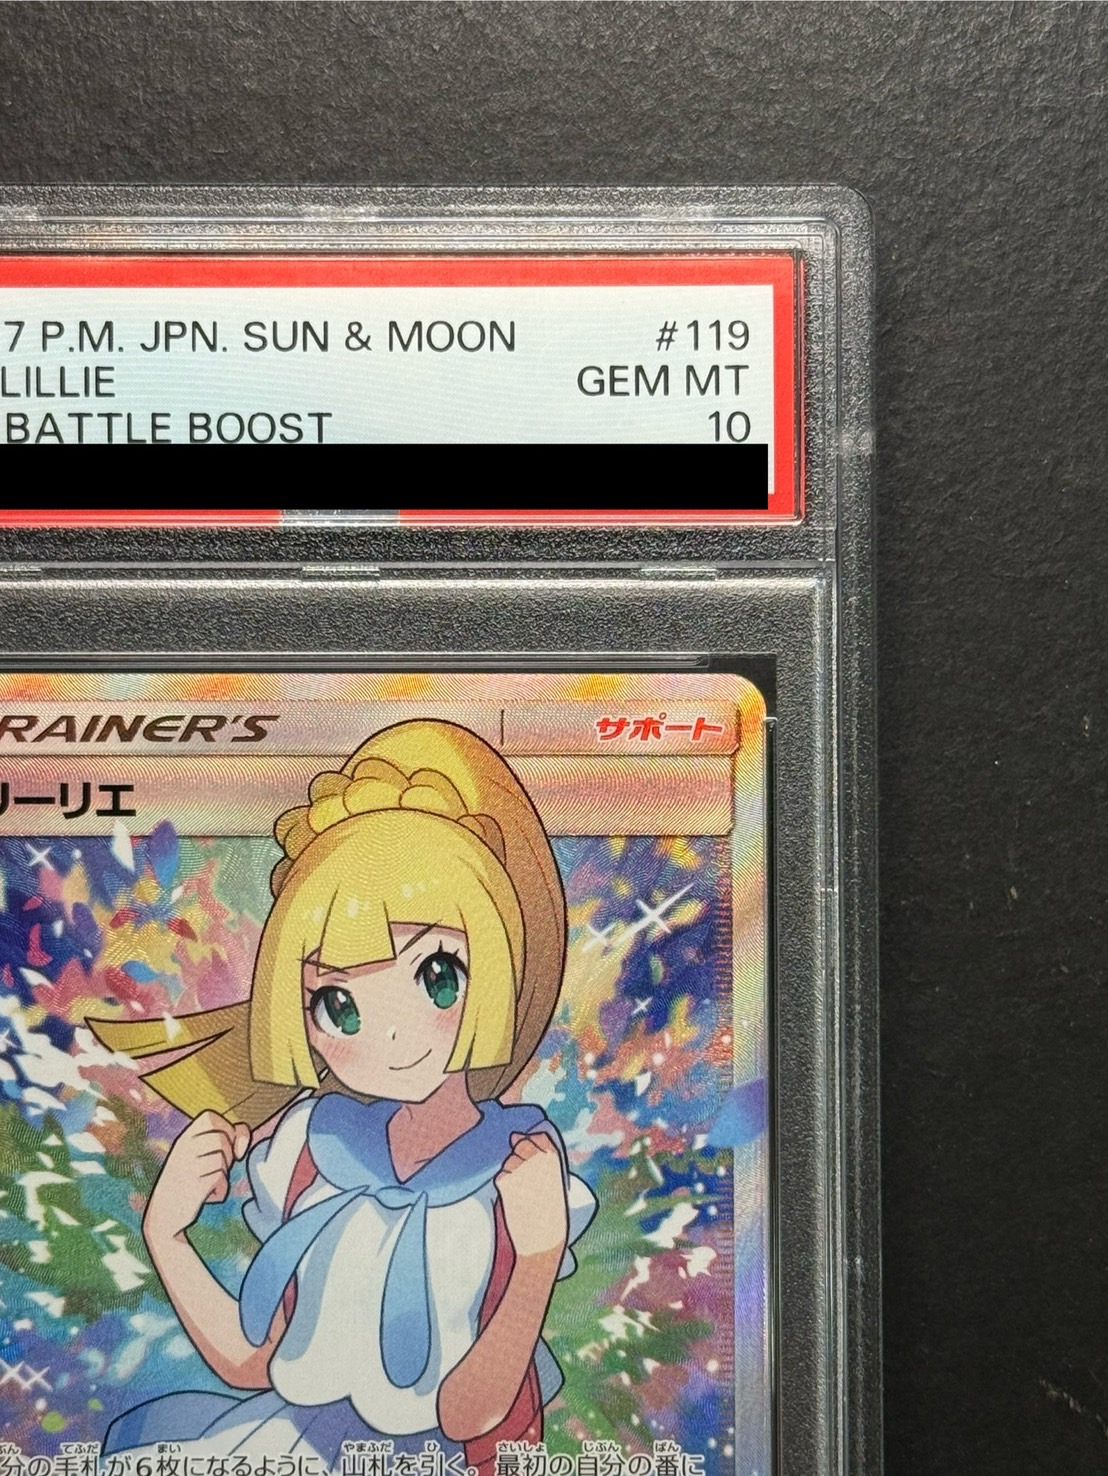 7 P.M. JPN. SUN & MOON #119
LILLIE GEM MT
BATTLE BOOST 10
RAINER'S サポート
リーリエ
分の手札が6枚になるように、山札を引く。最初の自分の番に